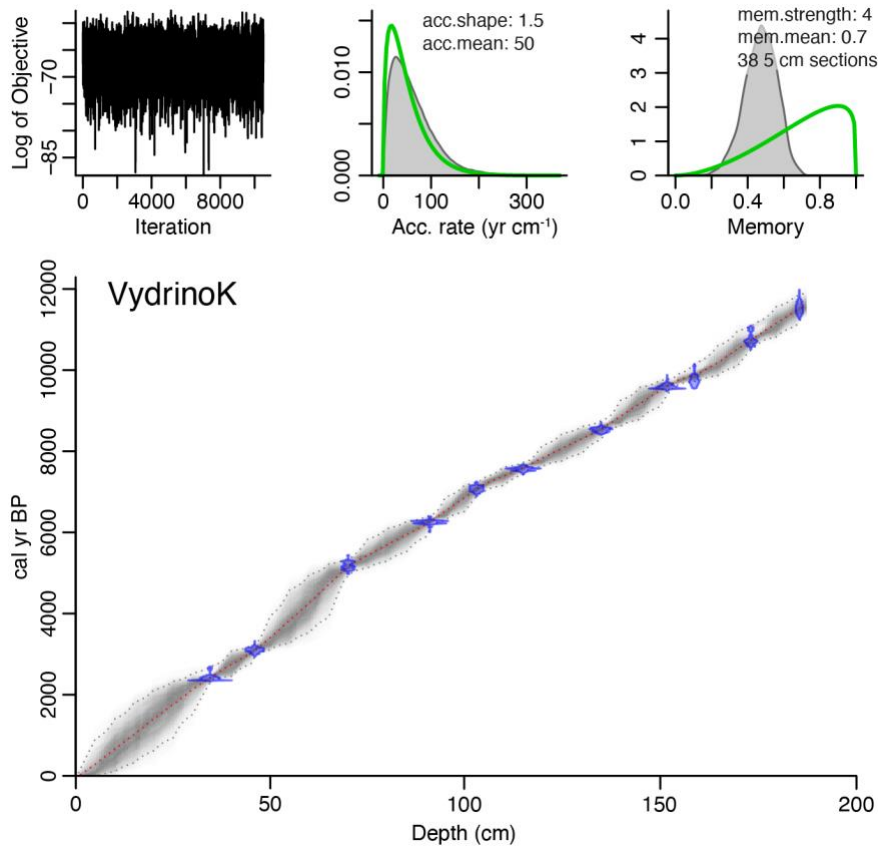 Log of Objective
-70
-85
0
4000
8000
Iteration
acc.shape: 1.5
acc.mean: 50
0.010
0.000
0
100
300
Acc. rate (yr cm⁻¹)
mem.strength: 4
mem.mean: 0.7
38 5 cm sections
4
3
2
1
0
0.0
0.4
0.8
Memory
VydrinoK
cal yr BP
12000
10000
8000
6000
4000
2000
0
0
50
100
150
200
Depth (cm)